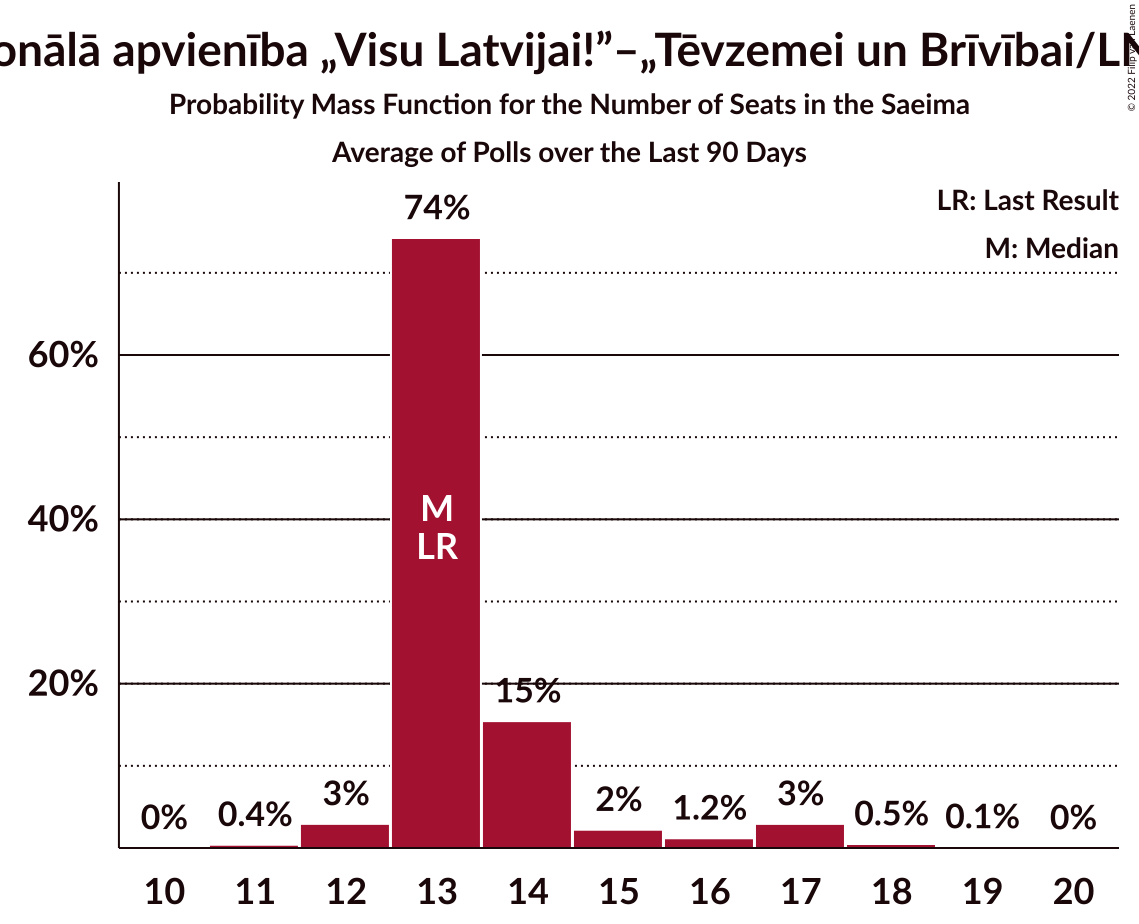 onālā apvienība „Visu Latvijai!”–„Tēvzemei un Brīvībai/LN
© 2022 Filip van Laenen
Probability Mass Function for the Number of Seats in the Saeima
Average of Polls over the Last 90 Days
LR: Last Result
M: Median
74%
60%
40%
20%
M
LR
0%
0.4%
3%
15%
2%
1.2%
3%
0.5%
0.1%
0%
10 11 12 13 14 15 16 17 18 19 20